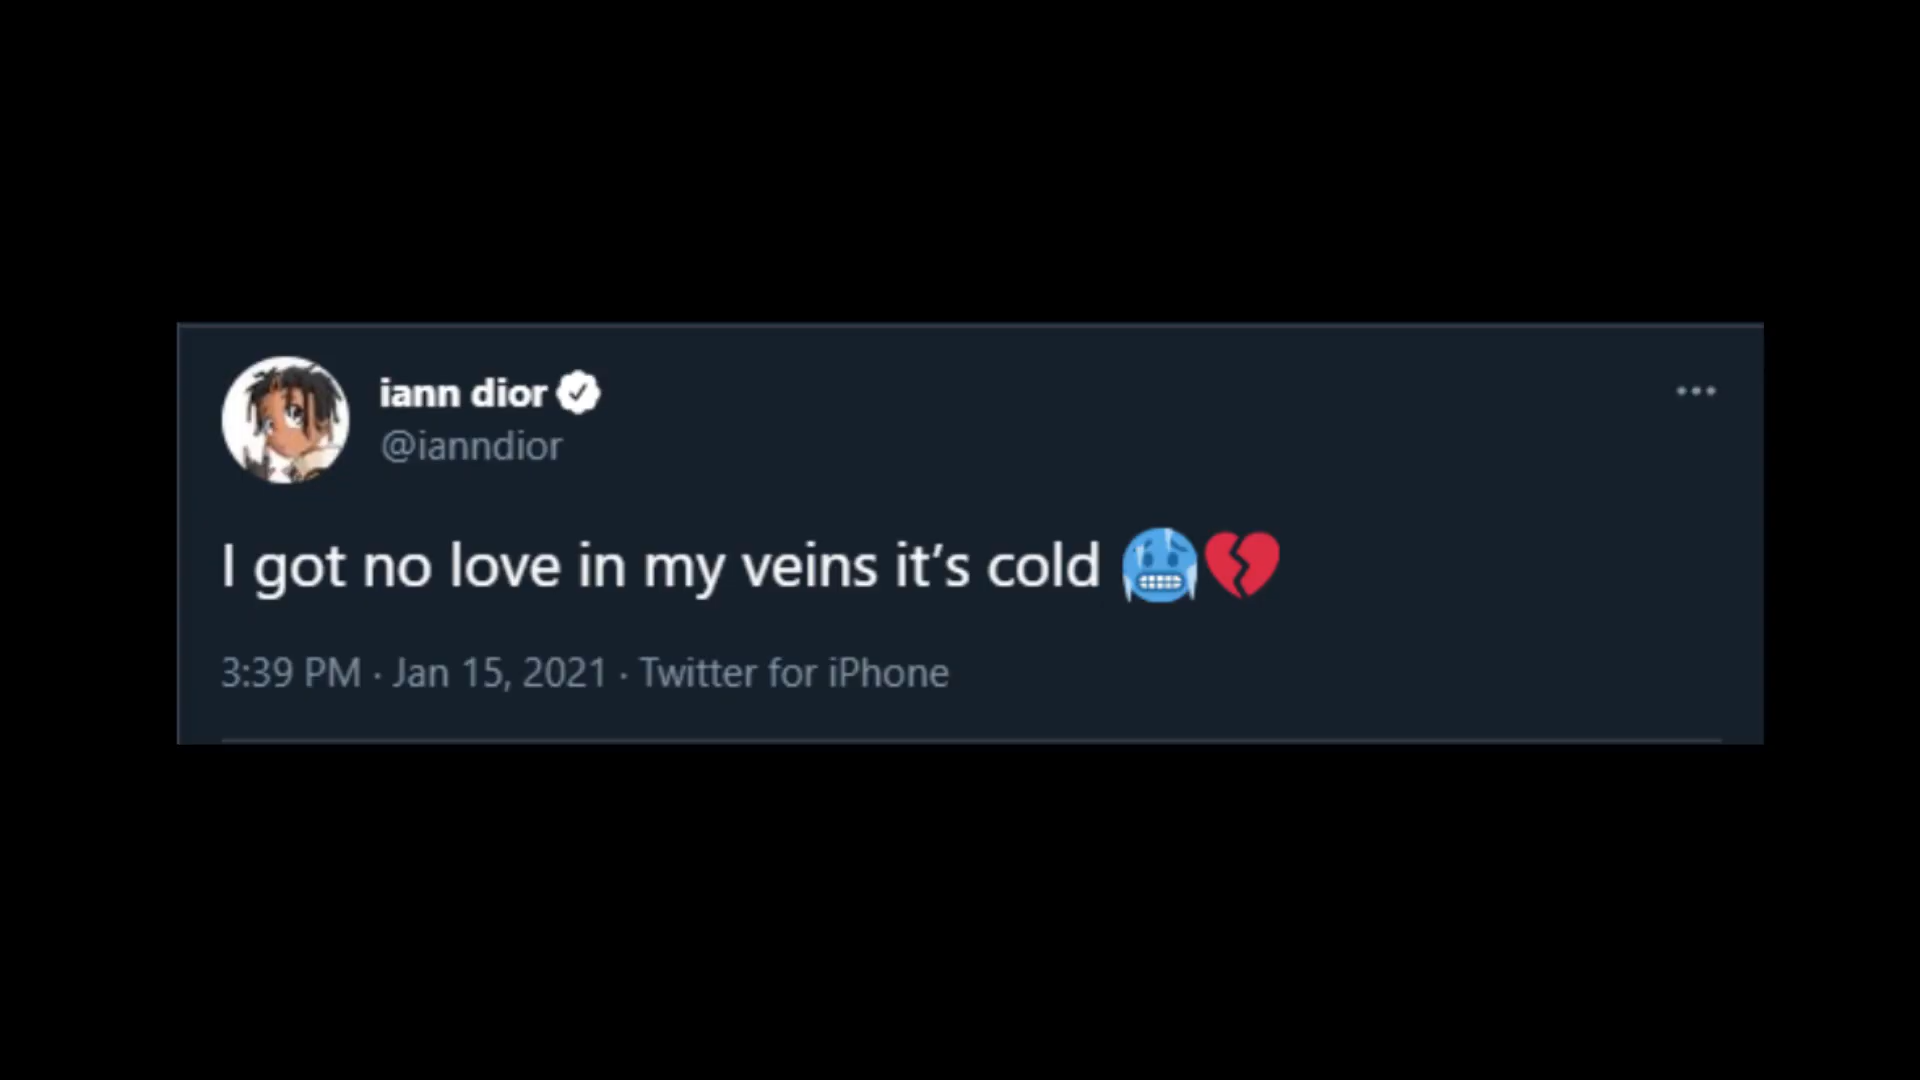 iann dior
@ianndior
I got no love in my veins it’s cold 🥶💔
3:39 PM · Jan 15, 2021 · Twitter for iPhone